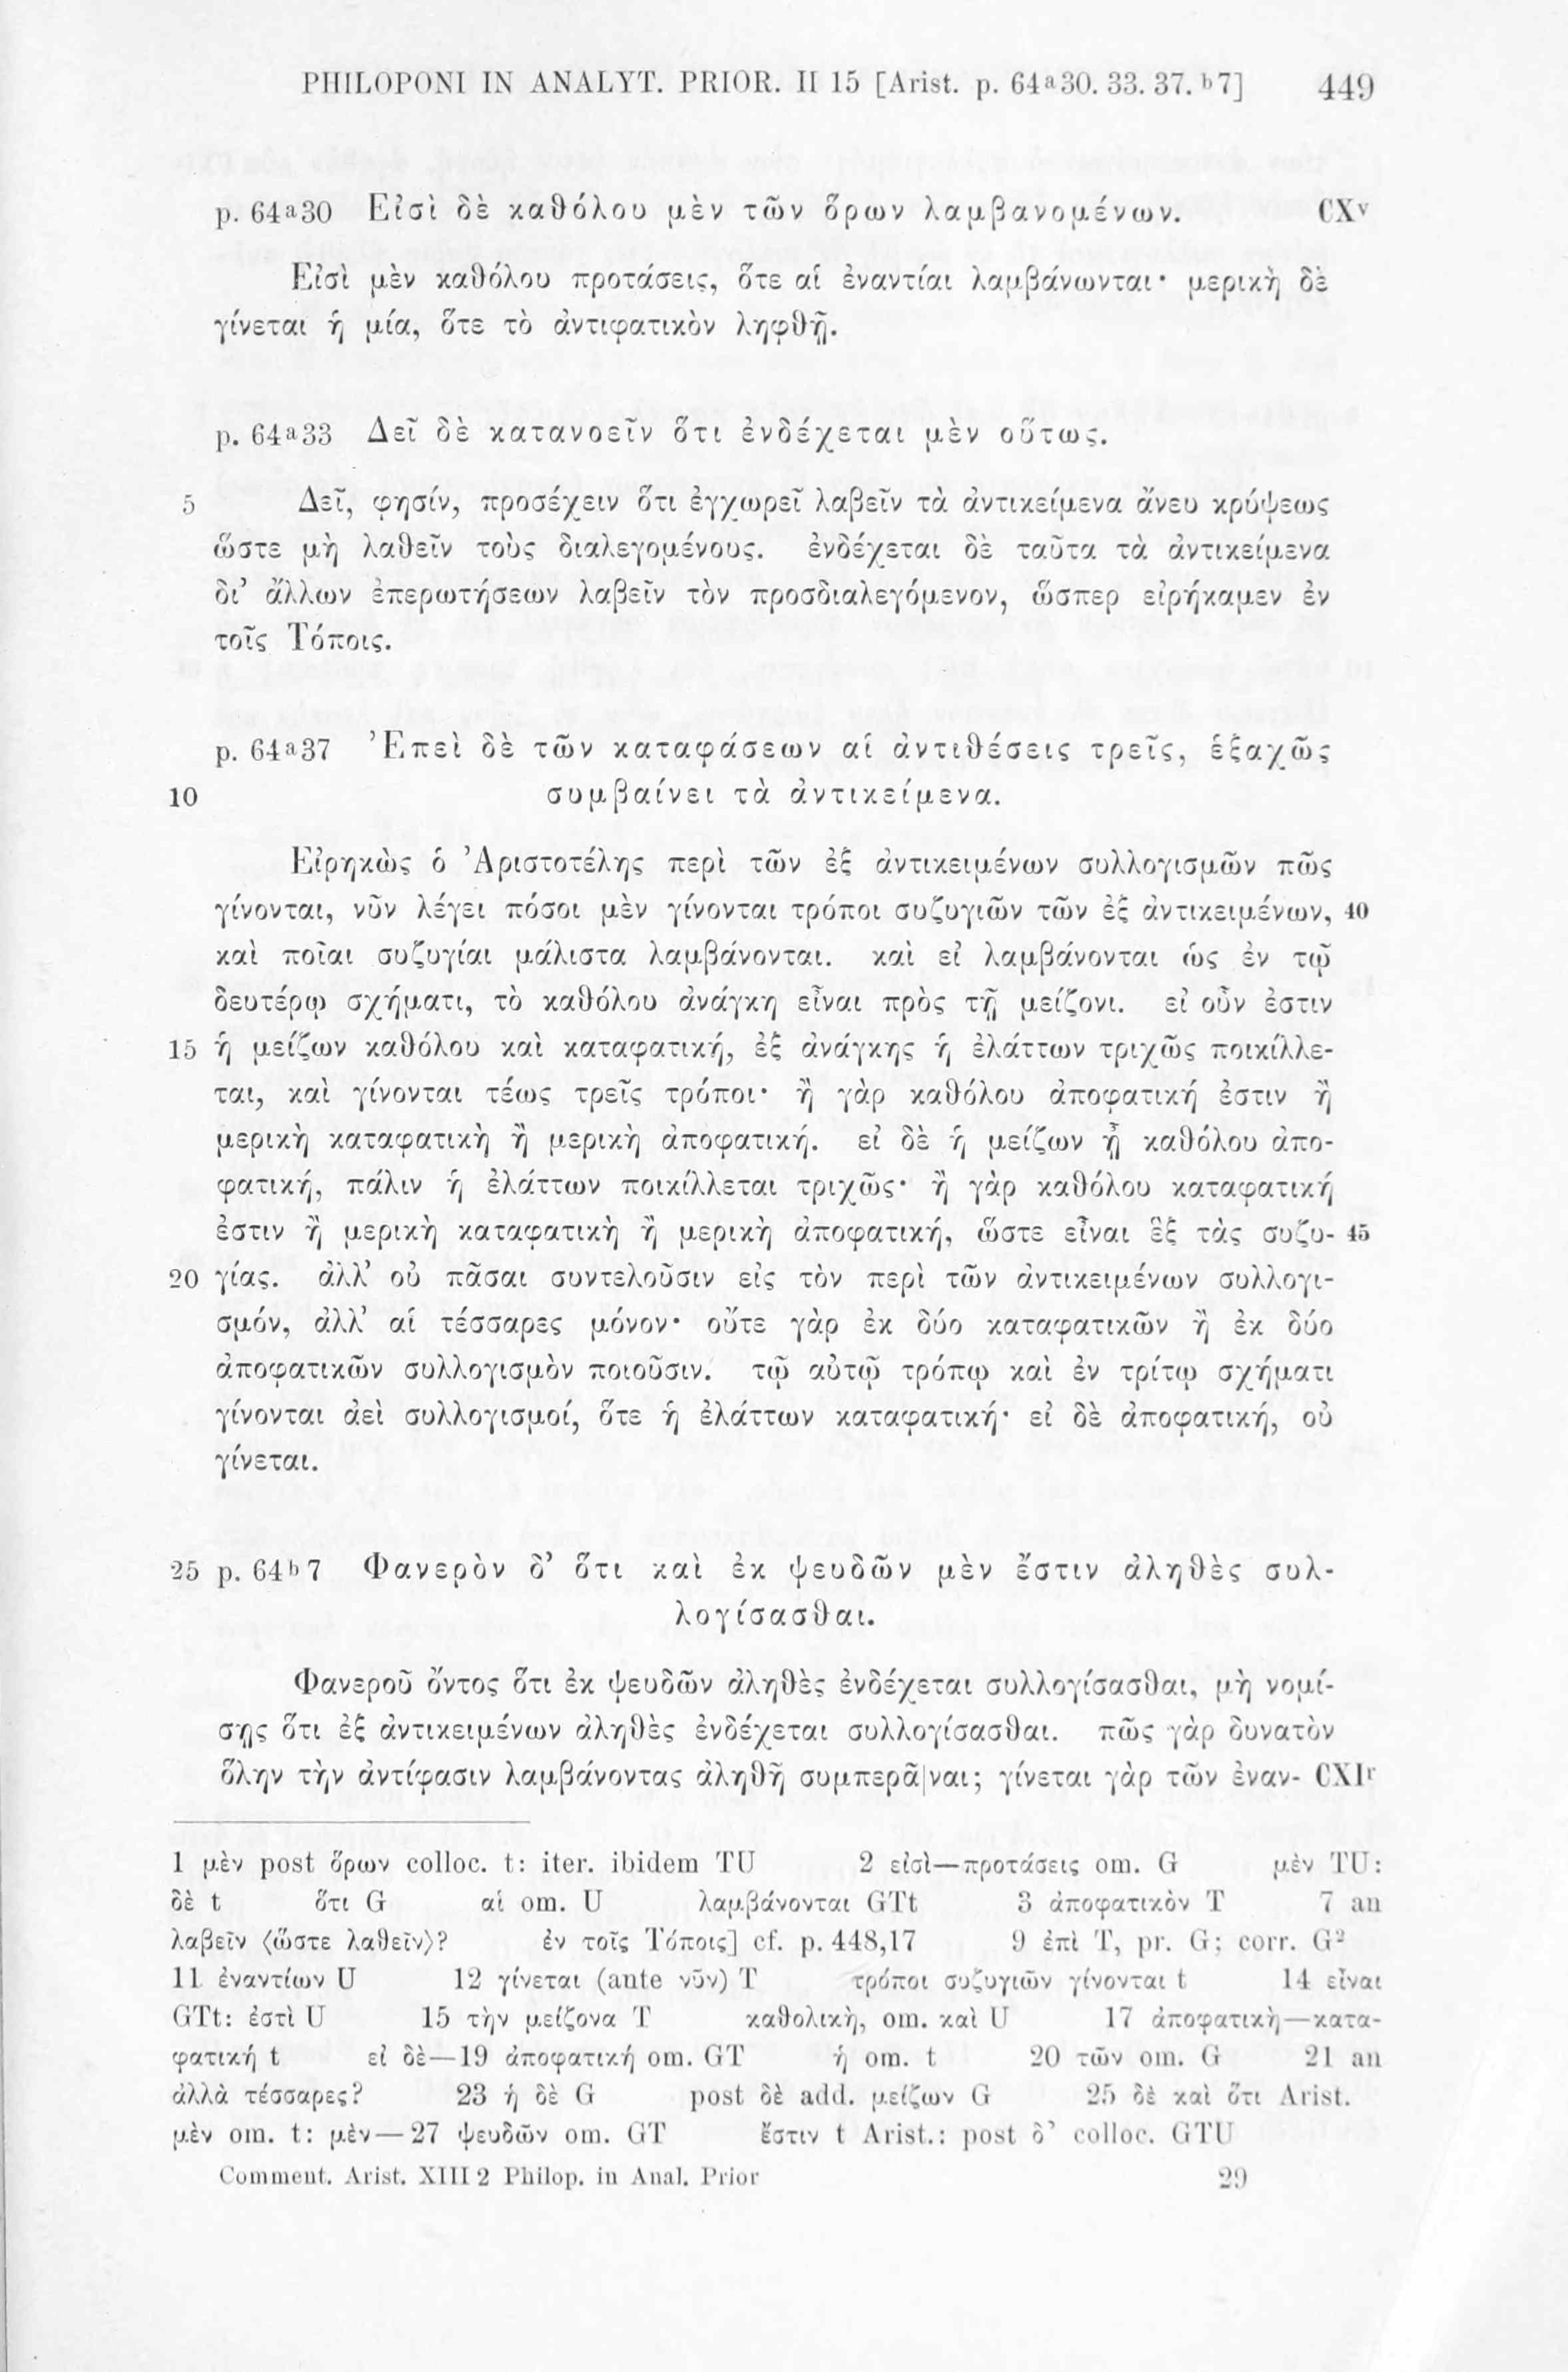 PHILOPONI IN ANALYT. PRIOR. II 15 [Arist. p. 64ᵃ30. 33. 37. ᵇ7] 449
p. 64ᵃ30 Εἰσὶ δὲ καθόλου μὲν τῶν ὅρων λαμβανομένων. CXᵛ
Εἰσὶ μὲν καθόλου προτάσεις, ὅτε αἱ ἐναντίαι λαμβάνωνται· μερικὴ δὲ
γίνεται ἡ μία, ὅτε τὸ ἀντιφατικὸν ληφθῇ.
p. 64ᵃ33 Δεῖ δὲ κατανοεῖν ὅτι ἐνδέχεται μὲν οὕτως.
5 Δεῖ, φησίν, προσέχειν ὅτι ἐγχωρεῖ λαβεῖν τὰ ἀντικείμενα ἄνευ κρύψεως
ὥστε μὴ λαθεῖν τοὺς διαλεγομένους. ἐνδέχεται δὲ ταῦτα τὰ ἀντικείμενα
δι’ ἄλλων ἐπερωτήσεων λαβεῖν τὸν προσδιαλεγόμενον, ὥσπερ εἰρήκαμεν ἐν
τοῖς Τόποις.
p. 64ᵃ37 Ἐπεὶ δὲ τῶν καταφάσεων αἱ ἀντιθέσεις τρεῖς, ἑξαχῶς
10 συμβαίνει τὰ ἀντικείμενα.
Εἰρηκὼς ὁ Ἀριστοτέλης περὶ τῶν ἐξ ἀντικειμένων συλλογισμῶν πῶς
γίνονται, νῦν λέγει πόσοι μὲν γίνονται τρόποι συζυγιῶν τῶν ἐξ ἀντικειμένων, 40
καὶ ποῖαι συζυγίαι μάλιστα λαμβάνονται. καὶ εἰ λαμβάνονται ὡς ἐν τῷ
δευτέρῳ σχήματι, τὸ καθόλου ἀνάγκη εἶναι πρὸς τῇ μείζονι. εἰ οὖν ἐστιν
15 ἡ μείζων καθόλου καὶ καταφατική, ἐξ ἀνάγκης ἡ ἐλάττων τριχῶς ποικίλλε-
ται, καὶ γίνονται τέως τρεῖς τρόποι· ἢ γὰρ καθόλου ἀποφατική ἐστιν ἢ
μερικὴ καταφατικὴ ἢ μερικὴ ἀποφατική. εἰ δὲ ἡ μείζων ᾖ καθόλου ἀπο-
φατική, πάλιν ἡ ἐλάττων ποικίλλεται τριχῶς· ἢ γὰρ καθόλου καταφατική
ἐστιν ἢ μερικὴ καταφατικὴ ἢ μερικὴ ἀποφατική, ὥστε εἶναι ἓξ τὰς συζυ- 45
20 γίας. ἀλλ’ οὐ πᾶσαι συντελοῦσιν εἰς τὸν περὶ τῶν ἀντικειμένων συλλογι-
σμόν, ἀλλ’ αἱ τέσσαρες μόνον· οὔτε γὰρ ἐκ δύο καταφατικῶν ἢ ἐκ δύο
ἀποφατικῶν συλλογισμὸν ποιοῦσιν. τῷ αὐτῷ τρόπῳ καὶ ἐν τρίτῳ σχήματι
γίνονται ἀεὶ συλλογισμοί, ὅτε ἡ ἐλάττων καταφατική· εἰ δὲ ἀποφατική, οὐ
γίνεται.
25 p. 64ᵇ7 Φανερὸν δ’ ὅτι καὶ ἐκ ψευδῶν μὲν ἔστιν ἀληθὲς συλ-
λογίσασθαι.
Φανεροῦ ὄντος ὅτι ἐκ ψευδῶν ἀληθὲς ἐνδέχεται συλλογίσασθαι, μὴ νομί-
σῃς ὅτι ἐξ ἀντικειμένων ἀληθὲς ἐνδέχεται συλλογίσασθαι. πῶς γὰρ δυνατὸν
ὅλην τὴν ἀντίφασιν λαμβάνοντας ἀληθῆ συμπερᾶ|ναι; γίνεται γὰρ τῶν ἐναν- CXIʳ
1 μὲν post ὅρων colloc. t: iter. ibidem TU 2 εἰσὶ—προτάσεις om. G μὲν TU:
δὲ t ὅτι G αἱ om. U λαμβάνονται GTt 3 ἀποφατικὸν T 7 an
λαβεῖν ⟨ὥστε λαθεῖν⟩? ἐν τοῖς Τόποις] cf. p. 448,17 9 ἐπὶ T, pr. G; corr. G²
11 ἐναντίων U 12 γίνεται (ante νῦν) T τρόποι συζυγιῶν γίνονται t 14 εἶναι
GTt: ἐστὶ U 15 τὴν μείζονα T καθολικὴ, om. καὶ U 17 ἀποφατικὴ—κατα-
φατική t εἰ δὲ—19 ἀποφατική om. GT ἡ om. t 20 τῶν om. G 21 an
ἀλλὰ τέσσαρες? 23 ἡ δὲ G post δὲ add. μείζων G 25 δὲ καὶ ὅτι Arist.
μὲν om. t: μὲν—27 ψευδῶν om. GT ἔστιν t Arist.: post δ’ colloc. GTU
Comment. Arist. XIII 2 Philop. in Anal. Prior 29